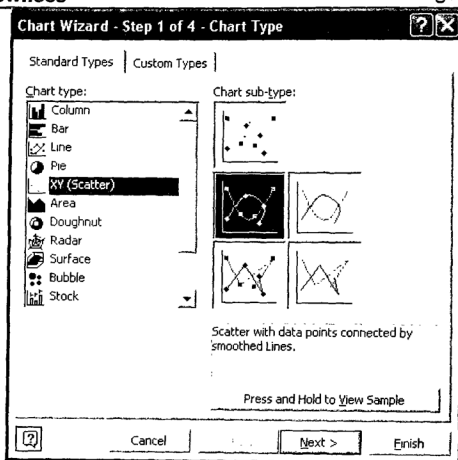 Chart Wizard - Step 1 of 4 - Chart Type
Standard Types
Custom Types
Chart type:
Column
Bar
Line
Pie
XY (Scatter)
Area
Doughnut
Radar
Surface
Bubble
Stock
Chart sub-type:
Scatter with data points connected by
smoothed Lines.
Press and Hold to View Sample
Cancel
Next >
Finish